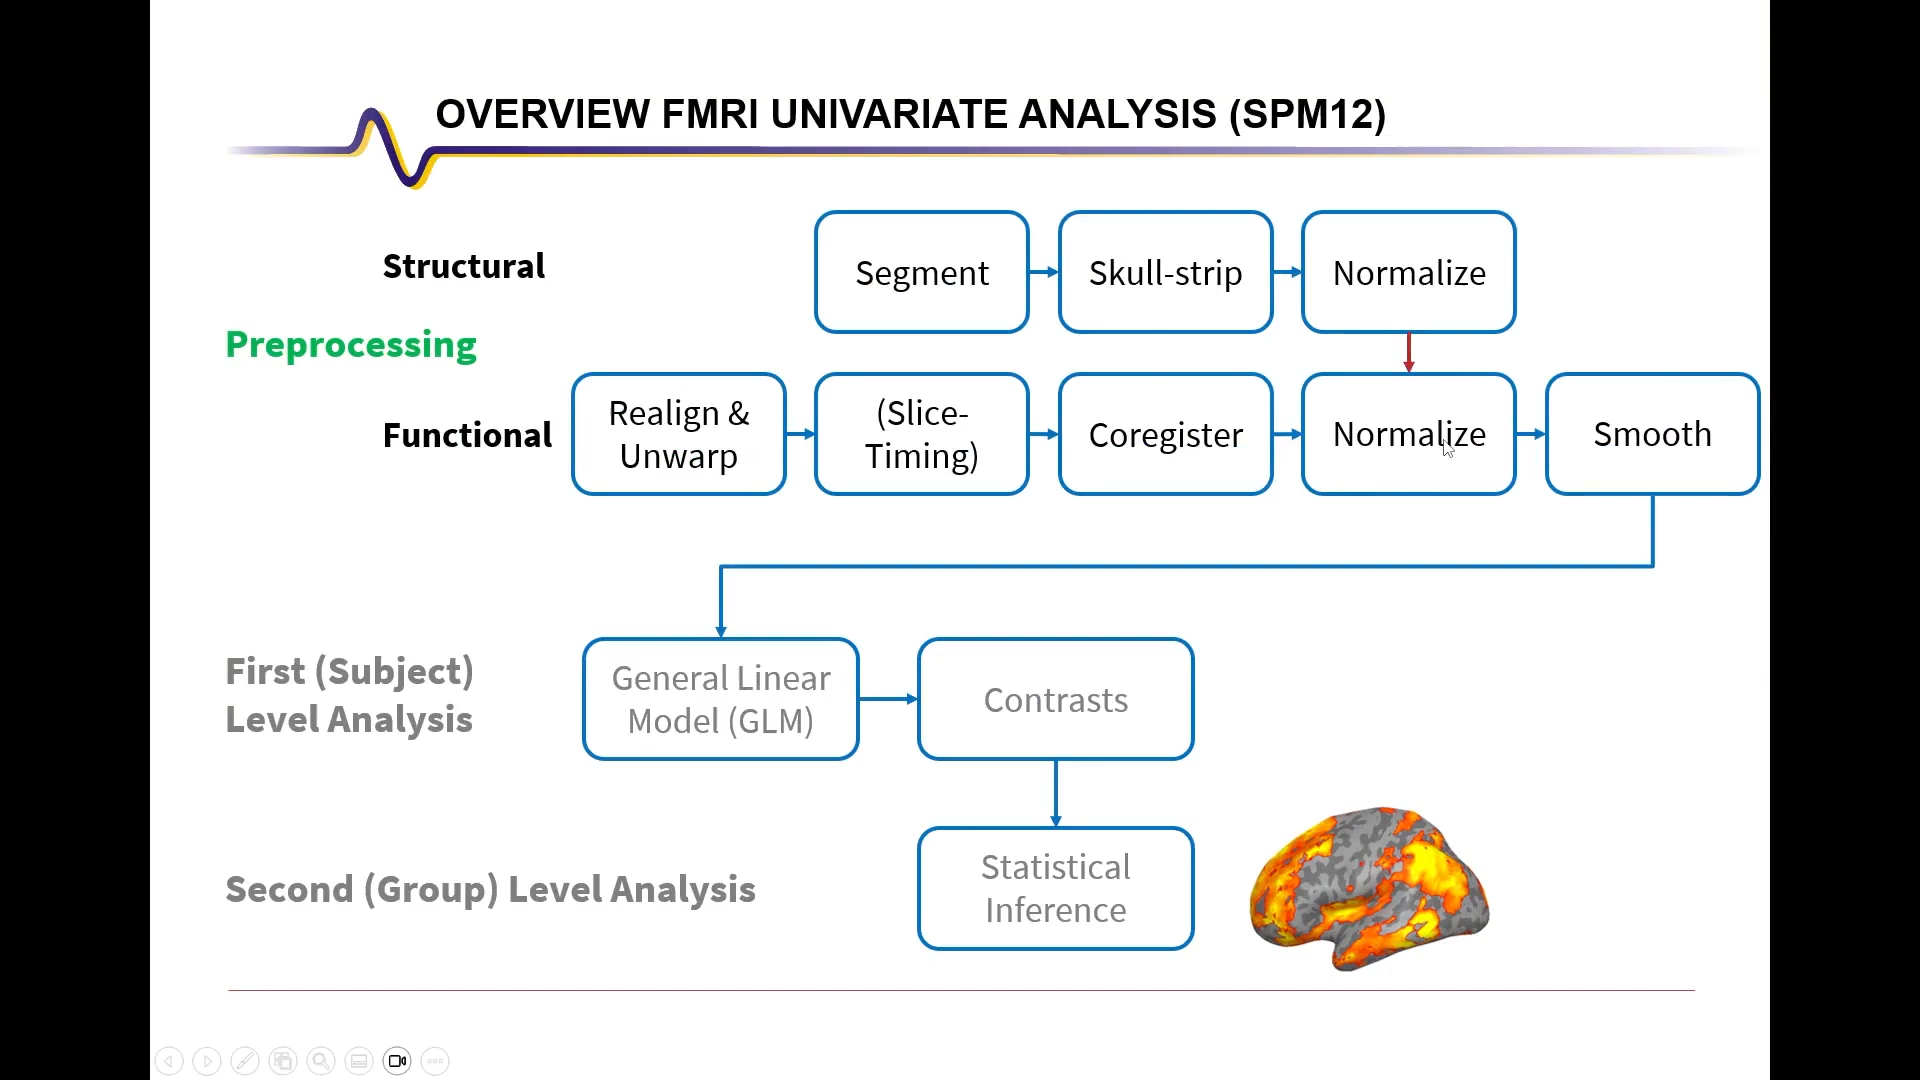 OVERVIEW FMRI UNIVARIATE ANALYSIS (SPM12)
Structural
Segment
Skull-strip
Normalize
Preprocessing
Functional
Realign &
Unwarp
(Slice-
Timing)
Coregister
Normalize
Smooth
First (Subject)
Level Analysis
General Linear
Model (GLM)
Contrasts
Second (Group) Level Analysis
Statistical
Inference